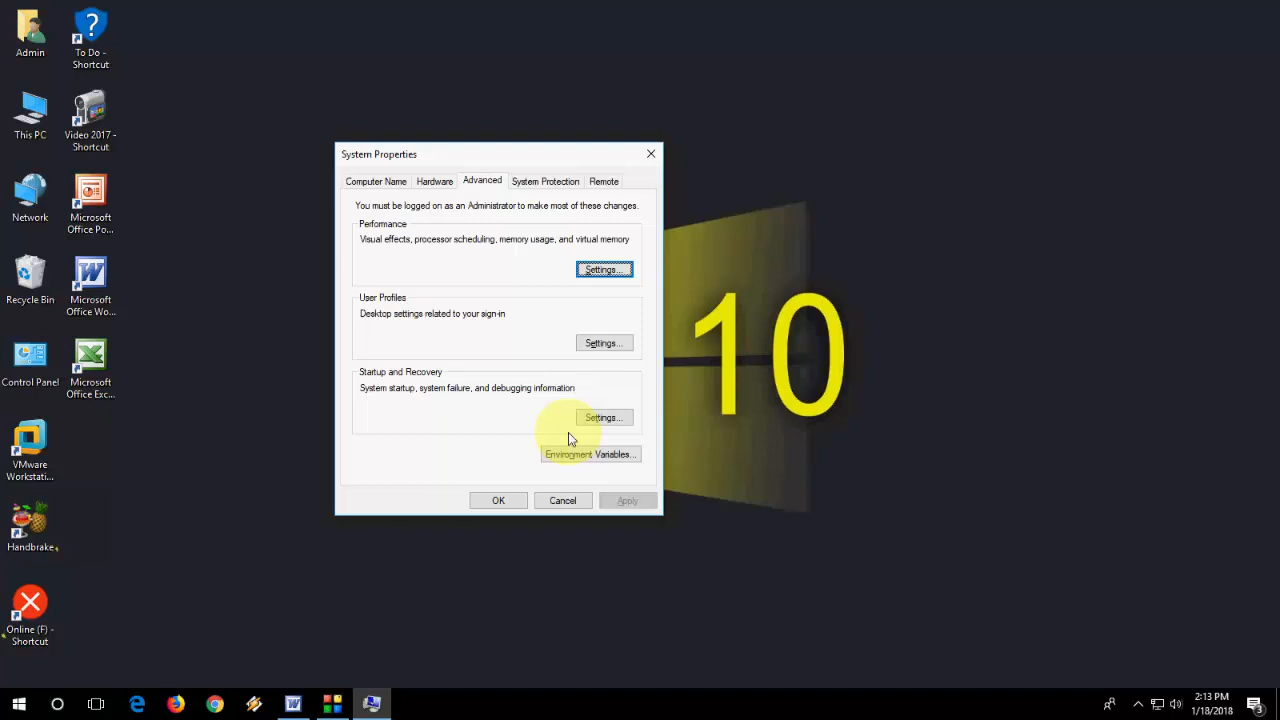 Admin
To Do -
Shortcut
This PC
Video 2017 -
Shortcut
Network
Microsoft
Office Po...
Recycle Bin
Microsoft
Office Wo...
Control Panel
Microsoft
Office Exc...
VMware
Workstati...
Handbrake
Online (F) -
Shortcut
System Properties
Computer Name Hardware Advanced System Protection Remote
You must be logged on as an Administrator to make most of these changes.
Performance
Visual effects, processor scheduling, memory usage, and virtual memory
Settings...
User Profiles
Desktop settings related to your sign-in
Settings...
Startup and Recovery
System startup, system failure, and debugging information
Settings...
Environment Variables...
OK Cancel Apply
10
2:13 PM
1/18/2018
3